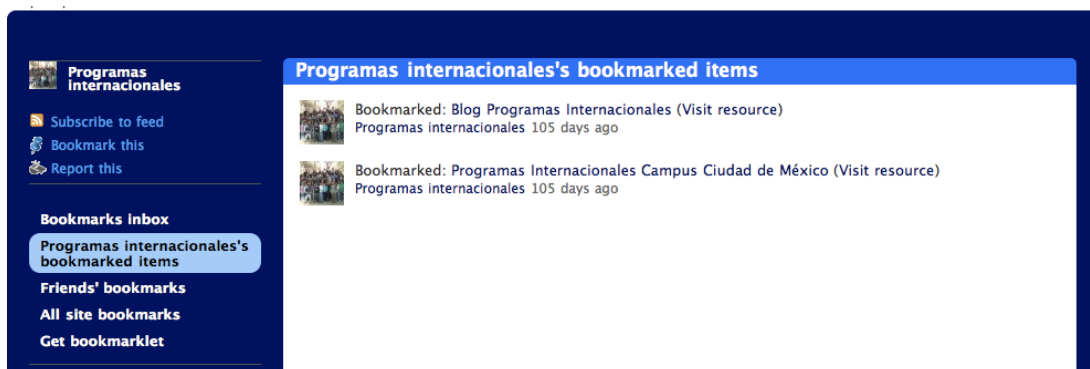 Programas
internacionales
Subscribe to feed
Bookmark this
Report this
Bookmarks inbox
Programas internacionales's
bookmarked items
Friends' bookmarks
All site bookmarks
Get bookmarklet
Programas internacionales's bookmarked items
Bookmarked: Blog Programas Internacionales (Visit resource)
Programas internacionales 105 days ago
Bookmarked: Programas Internacionales Campus Ciudad de México (Visit resource)
Programas internacionales 105 days ago